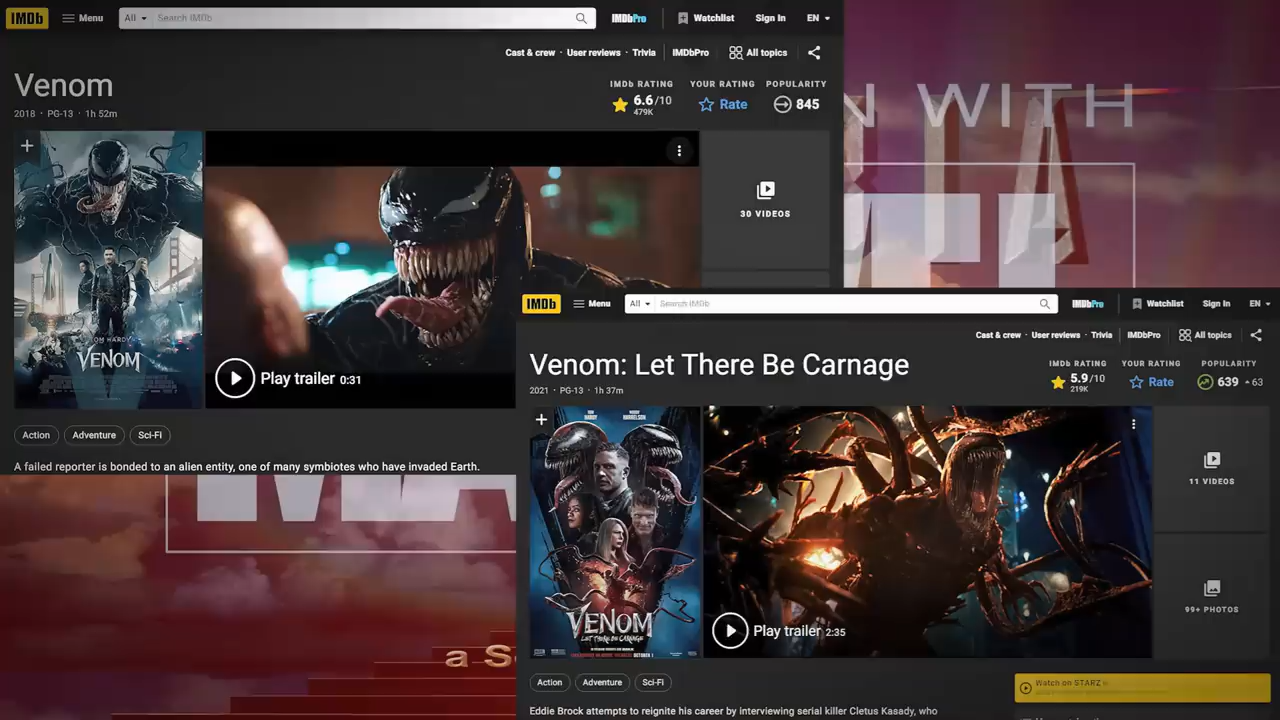 IMDb Menu All Search IMDb IMDbPro Watchlist Sign In EN
Cast & crew · User reviews · Trivia IMDbPro All topics
Venom
2018 · PG-13 · 1h 52m
IMDb RATING YOUR RATING POPULARITY
6.6/10 Rate 845
479K
N WITH
TOM HARDY
VENOM
Play trailer 0:31
30 VIDEOS
Action Adventure Sci-Fi
A failed reporter is bonded to an alien entity, one of many symbiotes who have invaded Earth.
IMDb Menu All Search IMDb IMDbPro Watchlist Sign In EN
Cast & crew · User reviews · Trivia IMDbPro All topics
Venom: Let There Be Carnage
2021 · PG-13 · 1h 37m
IMDb RATING YOUR RATING POPULARITY
5.9/10 Rate 639 63
219K
VENOM
LET THERE BE CARNAGE
Play trailer 2:35
11 VIDEOS
99+ PHOTOS
Action Adventure Sci-Fi
Watch on STARZ
Eddie Brock attempts to reignite his career by interviewing serial killer Cletus Kasady, who
a S